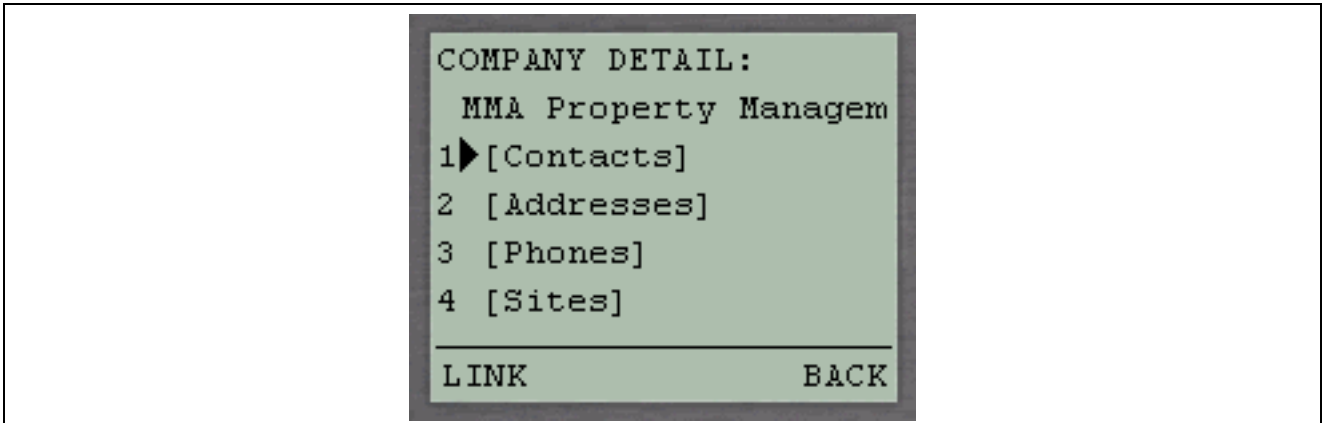 COMPANY DETAIL:
MMA Property Managem
1 [Contacts]
2 [Addresses]
3 [Phones]
4 [Sites]
LINK BACK